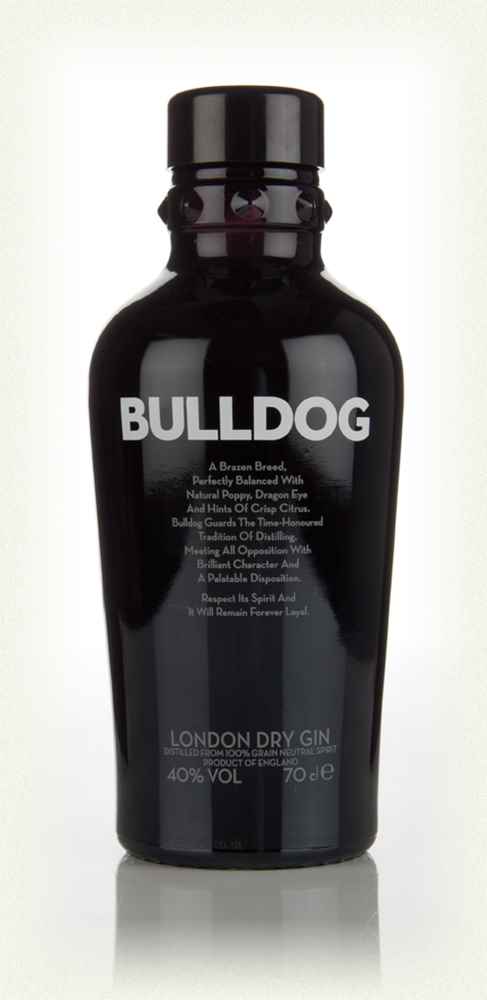 BULLDOG
A Brazen Breed,
Perfectly Balanced With
Natural Poppy, Dragon Eye
And Hints Of Crisp Citrus.
Bulldog Guards The Time-Honoured
Tradition Of Distilling,
Meeting All Opposition With
Brilliant Character And
A Palatable Disposition.
Respect Its Spirit And
It Will Remain Forever Loyal.
LONDON DRY GIN
DISTILLED FROM 100% GRAIN NEUTRAL SPIRIT
PRODUCT OF ENGLAND
40% VOL 70 cl ℮